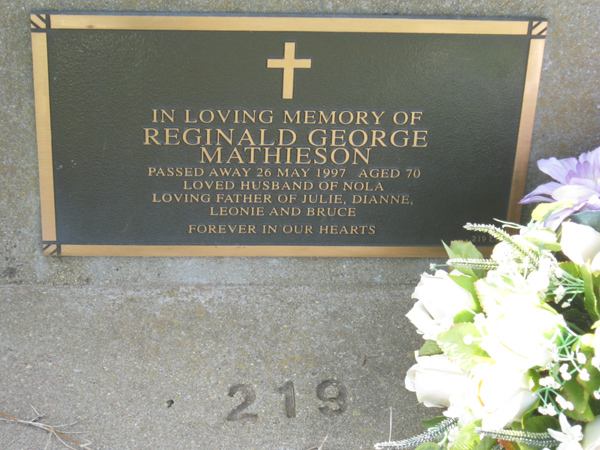 IN LOVING MEMORY OF
REGINALD GEORGE
MATHIESON
PASSED AWAY 26 MAY 1997 AGED 70
LOVED HUSBAND OF NOLA
LOVING FATHER OF JULIE, DIANNE,
LEONIE AND BRUCE
FOREVER IN OUR HEARTS
219